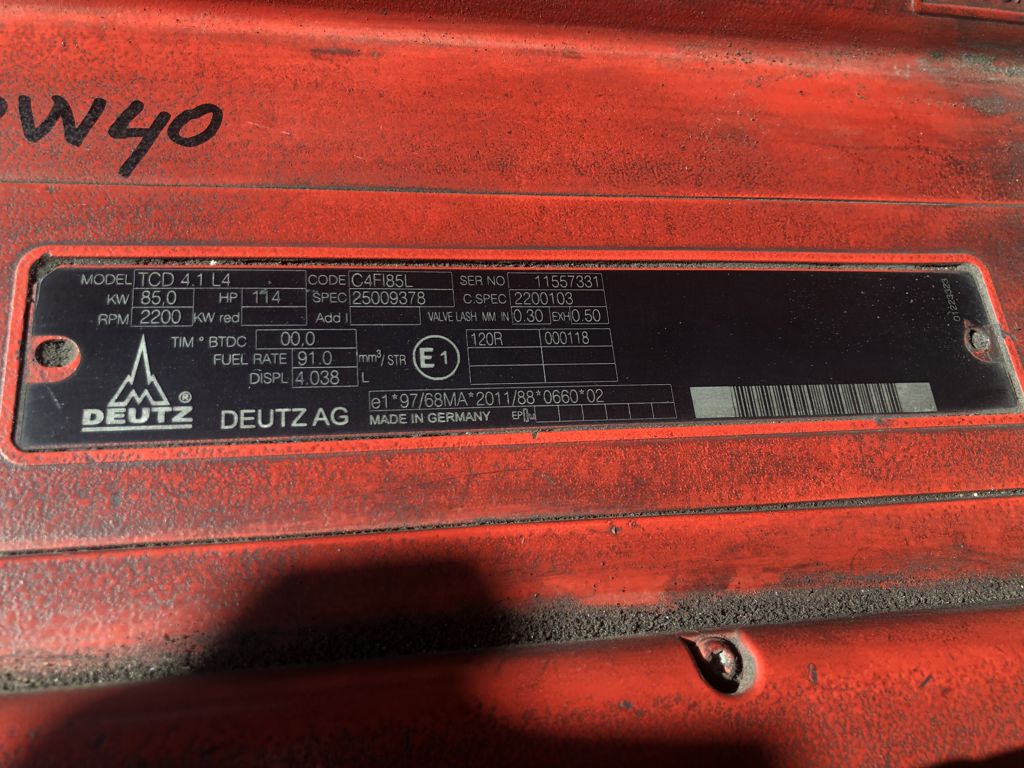 W40
MODEL TCD 4.1 L4 CODE C4FI85L SER NO 11557331
KW 85,0 HP 114 SPEC 25009378 C.SPEC 2200103
RPM 2200 KW red Add I VALVE LASH MM IN 0.30 EXH 0.50
TIM ° BTDC 00,0 120R 000118
FUEL RATE 91.0 mm³/STR E1
DISPL 4.038 L
DEUTZ ®
e1*97/68MA*2011/88*0660*02
DEUTZ AG MADE IN GERMANY EP